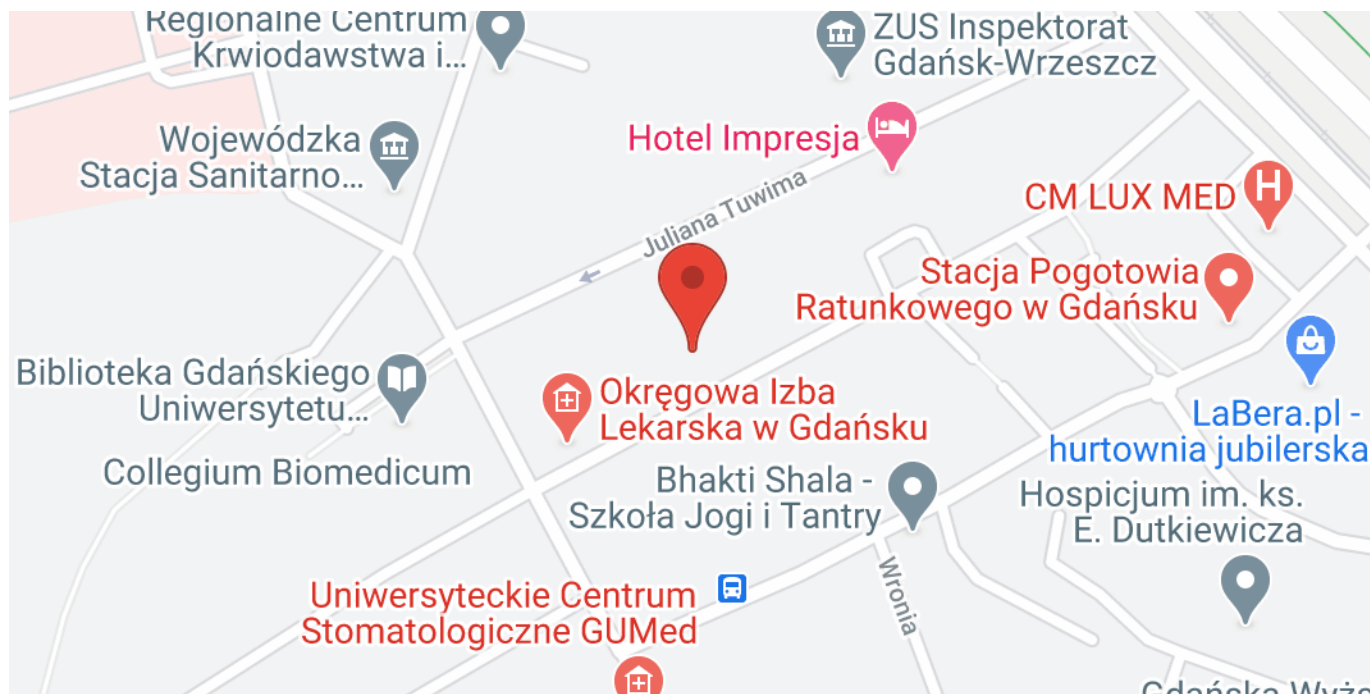 Regionalne Centrum
Krwiodawstwa i...
ZUS Inspektorat
Gdańsk-Wrzeszcz
Wojewódzka
Stacja Sanitarno...
Hotel Impresja
H
CM LUX MED
Juliana Tuwima
Stacja Pogotowia
Ratunkowego w Gdańsku
Biblioteka Gdańskiego
Uniwersytetu...
Okręgowa Izba
Lekarska w Gdańsku
LaBera.pl -
hurtownia jubilerska
Collegium Biomedicum
Bhakti Shala -
Szkoła Jogi i Tantry
Hospicjum im. ks.
E. Dutkiewicza
Wronia
Uniwersyteckie Centrum
Stomatologiczne GUMed
Gdańska Wyż